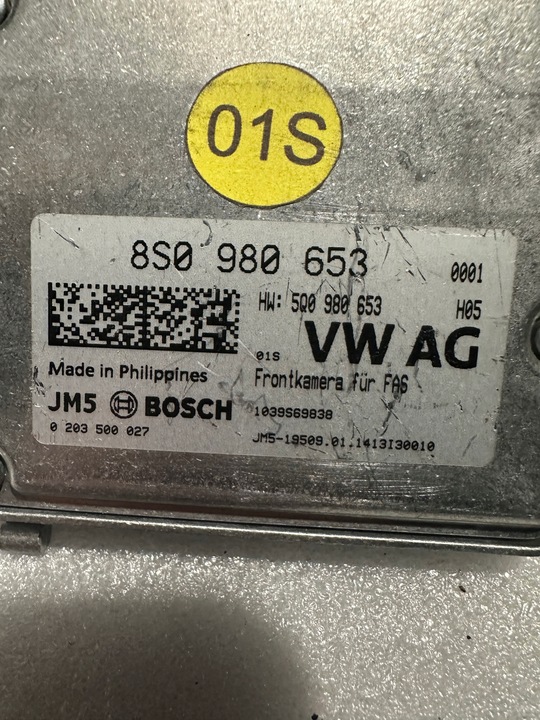 01S
8S0 980 653 0001
HW: 5Q0 980 653 H05
01S VW AG
Made in Philippines Frontkamera für FAS
JM5 BOSCH 1039S69838
0 203 500 027 JM5-19509.01.1413I30010